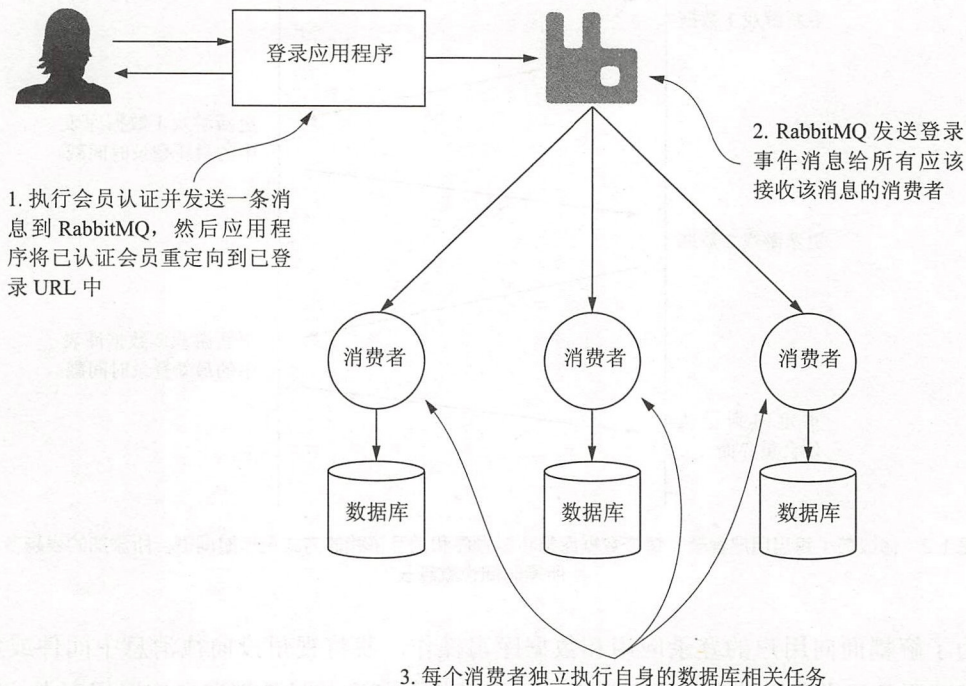 登录应用程序
2. RabbitMQ 发送登录
事件消息给所有应该
接收该消息的消费者
1. 执行会员认证并发送一条消
息到 RabbitMQ，然后应用程
序将已认证会员重定向到已登
录 URL 中
消费者
消费者
消费者
数据库
数据库
数据库
3. 每个消费者独立执行自身的数据库相关任务